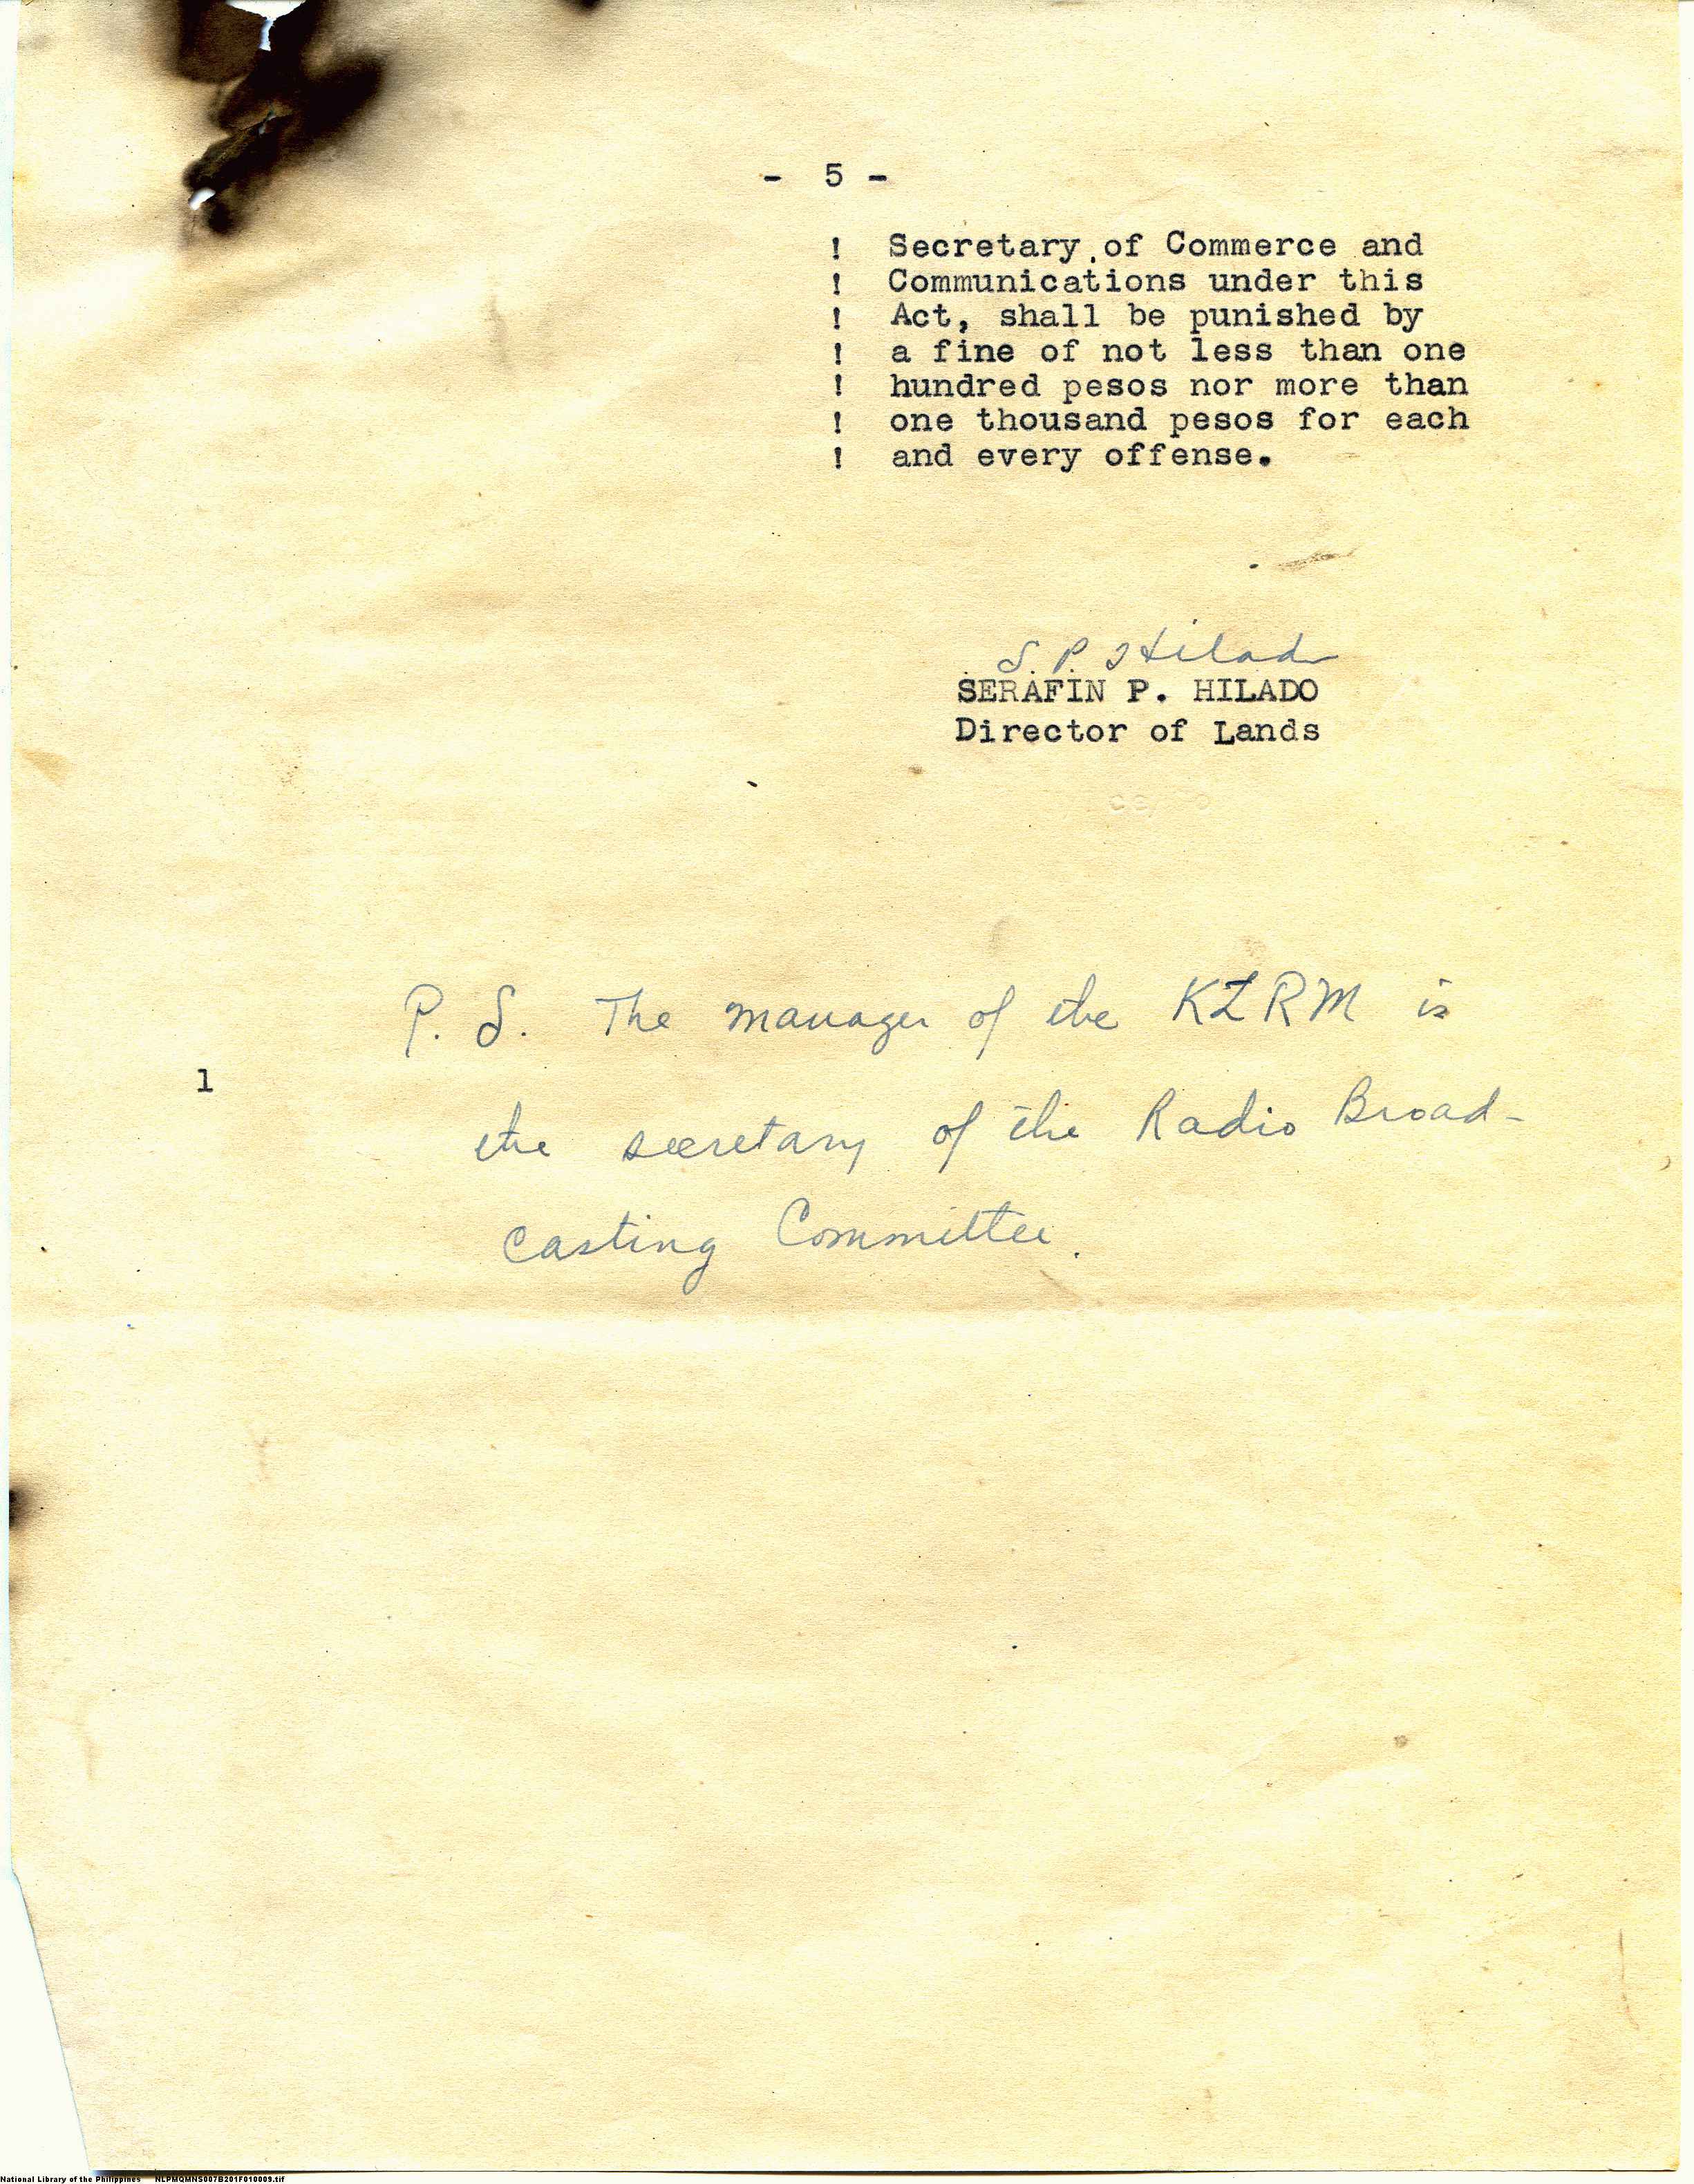 - 5 -
! Secretary of Commerce and
! Communications under this
! Act, shall be punished by
! a fine of not less than one
! hundred pesos nor more than
! one thousand pesos for each
! and every offense.
S. P. Hilado
SERAFIN P. HILADO
Director of Lands
P. S. The manager of the KZRM is
1
the secretary of the Radio Broad-
casting Committee.
National Library of the Philippines NLPMQMNS007B201F010009.tif